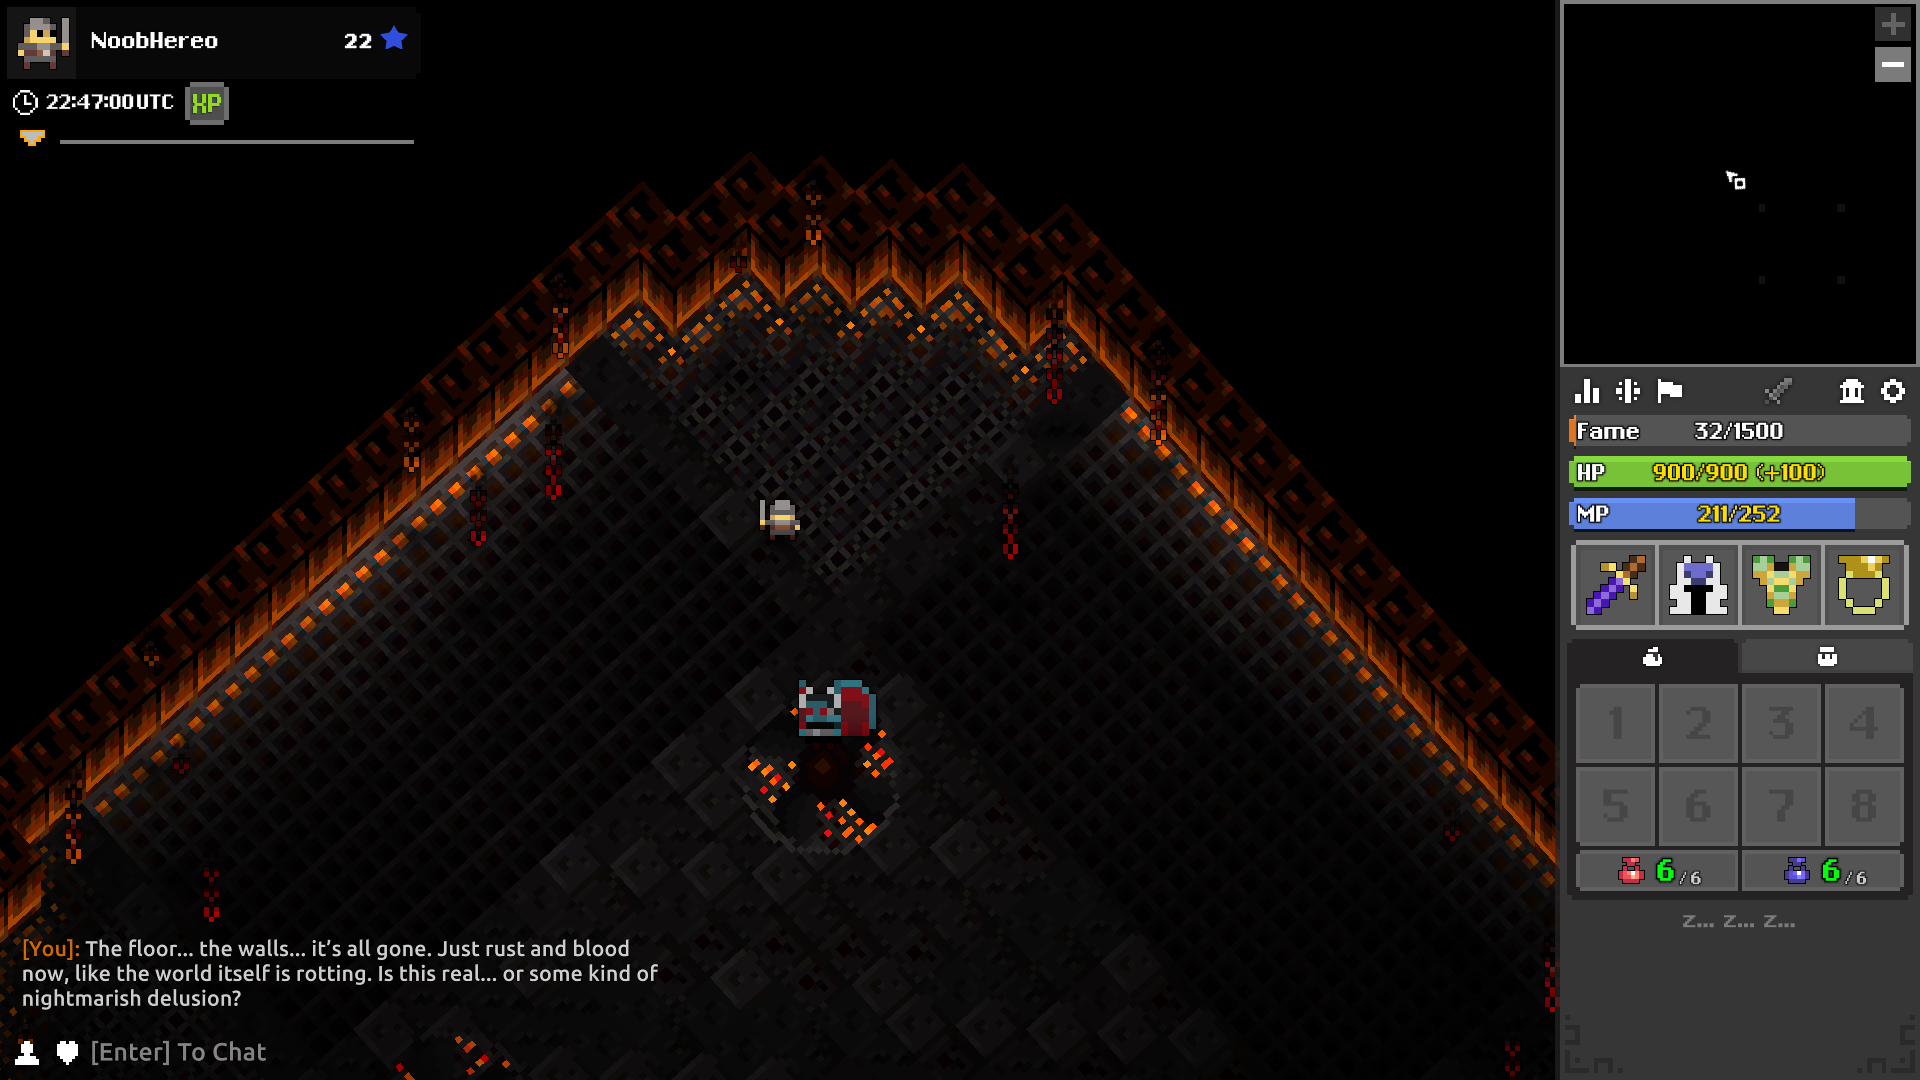 NoobHereo 22
22:47:00UTC XP
Fame 32/1500
HP 900/900 (+100)
MP 211/252
1 2 3 4
5 6 7 8
6/6 6/6
z... z... z...
[You]: The floor... the walls... it’s all gone. Just rust and blood
now, like the world itself is rotting. Is this real... or some kind of
nightmarish delusion?
[Enter] To Chat